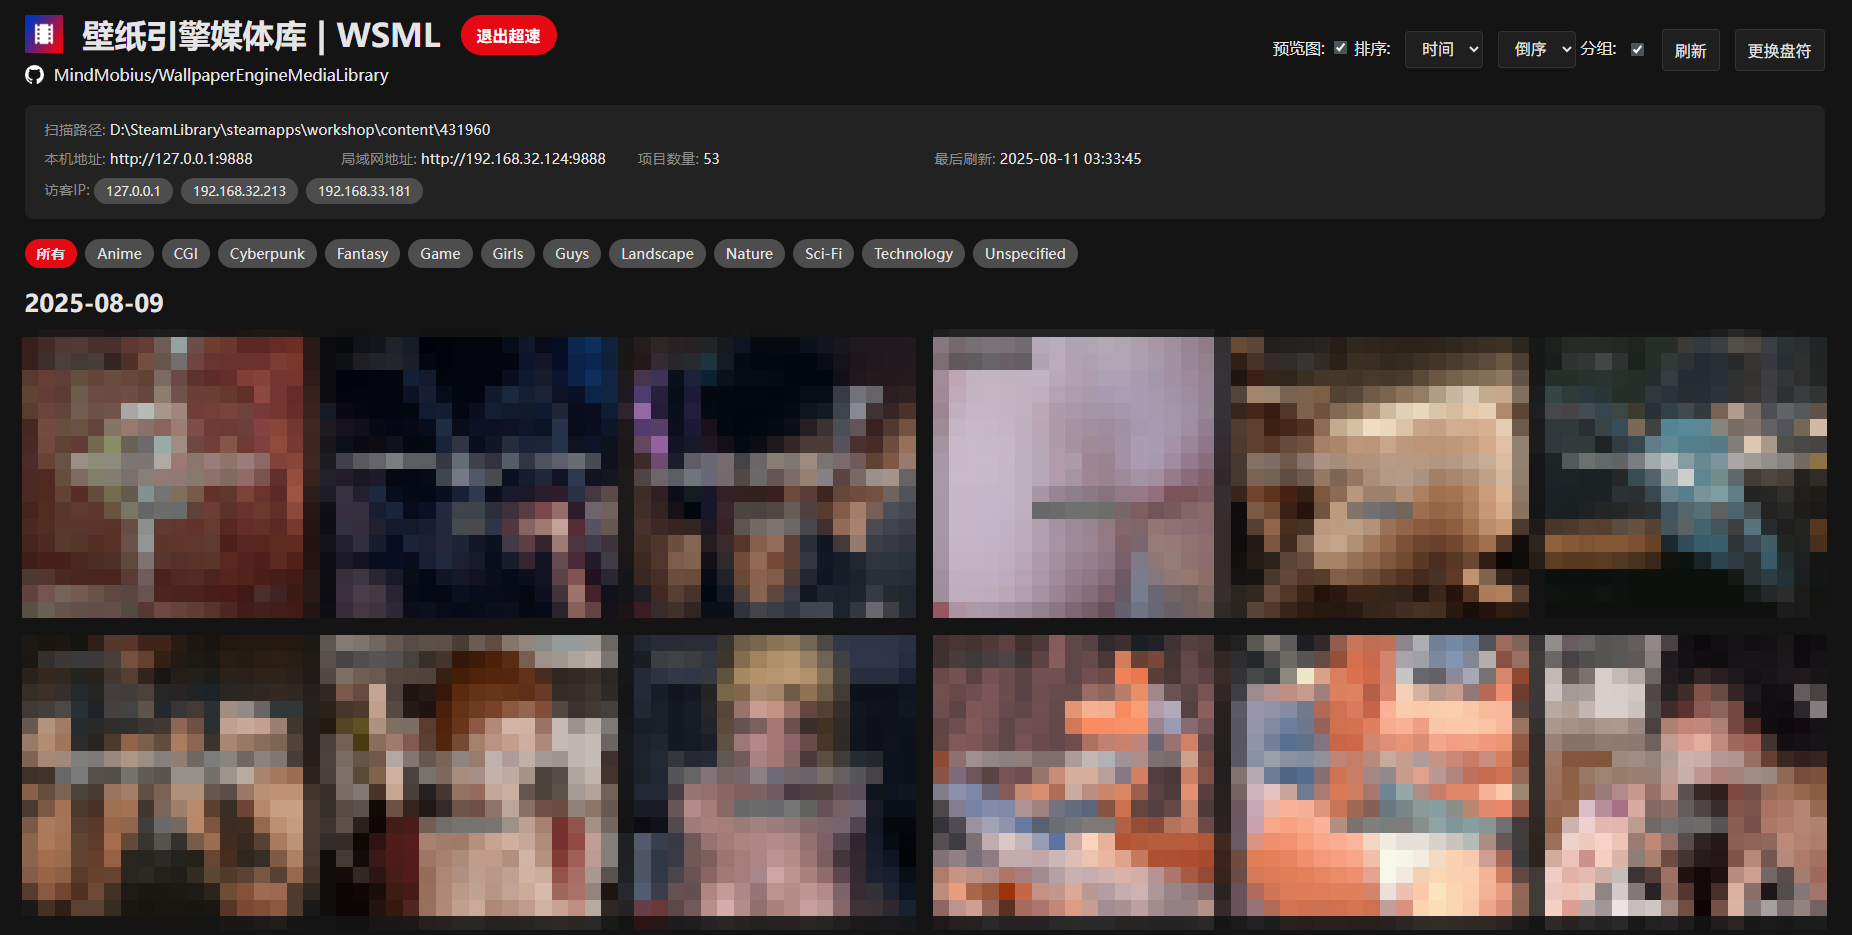 壁纸引擎媒体库 | WSML 退出超速
MindMobius/WallpaperEngineMediaLibrary
预览图: 排序: 时间 倒序 分组: 刷新 更换盘符
扫描路径: D:\SteamLibrary\steamapps\workshop\content\431960
本机地址: http://127.0.0.1:9888 局域网地址: http://192.168.32.124:9888 项目数量: 53 最后刷新: 2025-08-11 03:33:45
访客IP: 127.0.0.1 192.168.32.213 192.168.33.181
所有 Anime CGI Cyberpunk Fantasy Game Girls Guys Landscape Nature Sci-Fi Technology Unspecified
2025-08-09